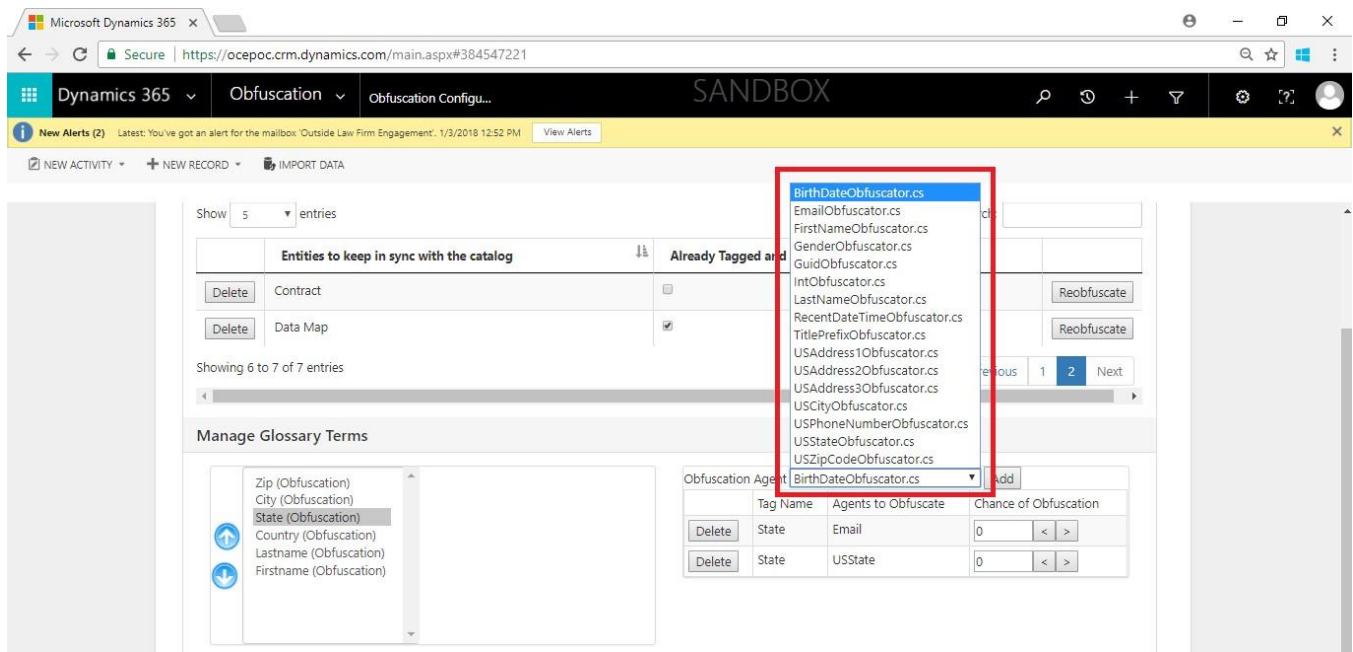 Microsoft Dynamics 365
Secure | https://ocepoc.crm.dynamics.com/main.aspx#384547221
Dynamics 365 Obfuscation Obfuscation Configu... SANDBOX
New Alerts (2) Latest: You've got an alert for the mailbox 'Outside Law Firm Engagement'. 1/3/2018 12:52 PM View Alerts
NEW ACTIVITY NEW RECORD IMPORT DATA
Show 5 entries
Entities to keep in sync with the catalog Already Tagged and
Delete Contract Reobfuscate
Delete Data Map Reobfuscate
Showing 6 to 7 of 7 entries
1 2 Next
BirthDateObfuscator.cs
EmailObfuscator.cs
FirstNameObfuscator.cs
GenderObfuscator.cs
GuidObfuscator.cs
IntObfuscator.cs
LastNameObfuscator.cs
RecentDateTimeObfuscator.cs
TitlePrefixObfuscator.cs
USAddress1Obfuscator.cs
USAddress2Obfuscator.cs
USAddress3Obfuscator.cs
USCityObfuscator.cs
USPhoneNumberObfuscator.cs
USStateObfuscator.cs
USZipCodeObfuscator.cs
Manage Glossary Terms
Zip (Obfuscation)
City (Obfuscation)
State (Obfuscation)
Country (Obfuscation)
Lastname (Obfuscation)
Firstname (Obfuscation)
Obfuscation Agent BirthDateObfuscator.cs Add
Tag Name Agents to Obfuscate Chance of Obfuscation
Delete State Email 0 < >
Delete State USState 0 < >